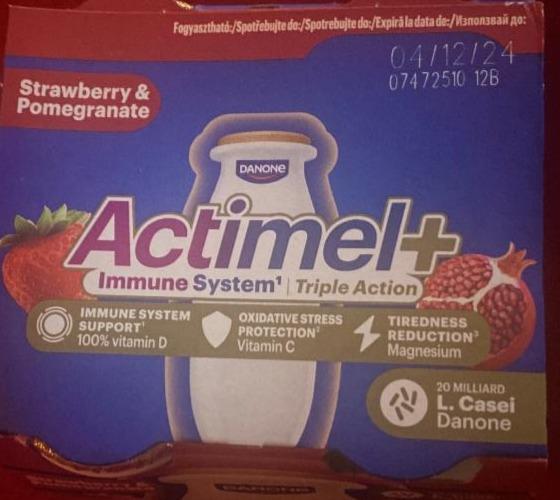 Fogyasztható:/Spotřebujte do:/Spotrebujte do:/Expiră la data de:/Използвай до:
04/12/24
07472510 12B
Strawberry &
Pomegranate
DANONE
Actimel+
Immune System¹ | Triple Action
IMMUNE SYSTEM
SUPPORT¹
100% vitamin D
OXIDATIVE STRESS
PROTECTION²
Vitamin C
TIREDNESS
REDUCTION³
Magnesium
20 MILLIARD
L. Casei
Danone